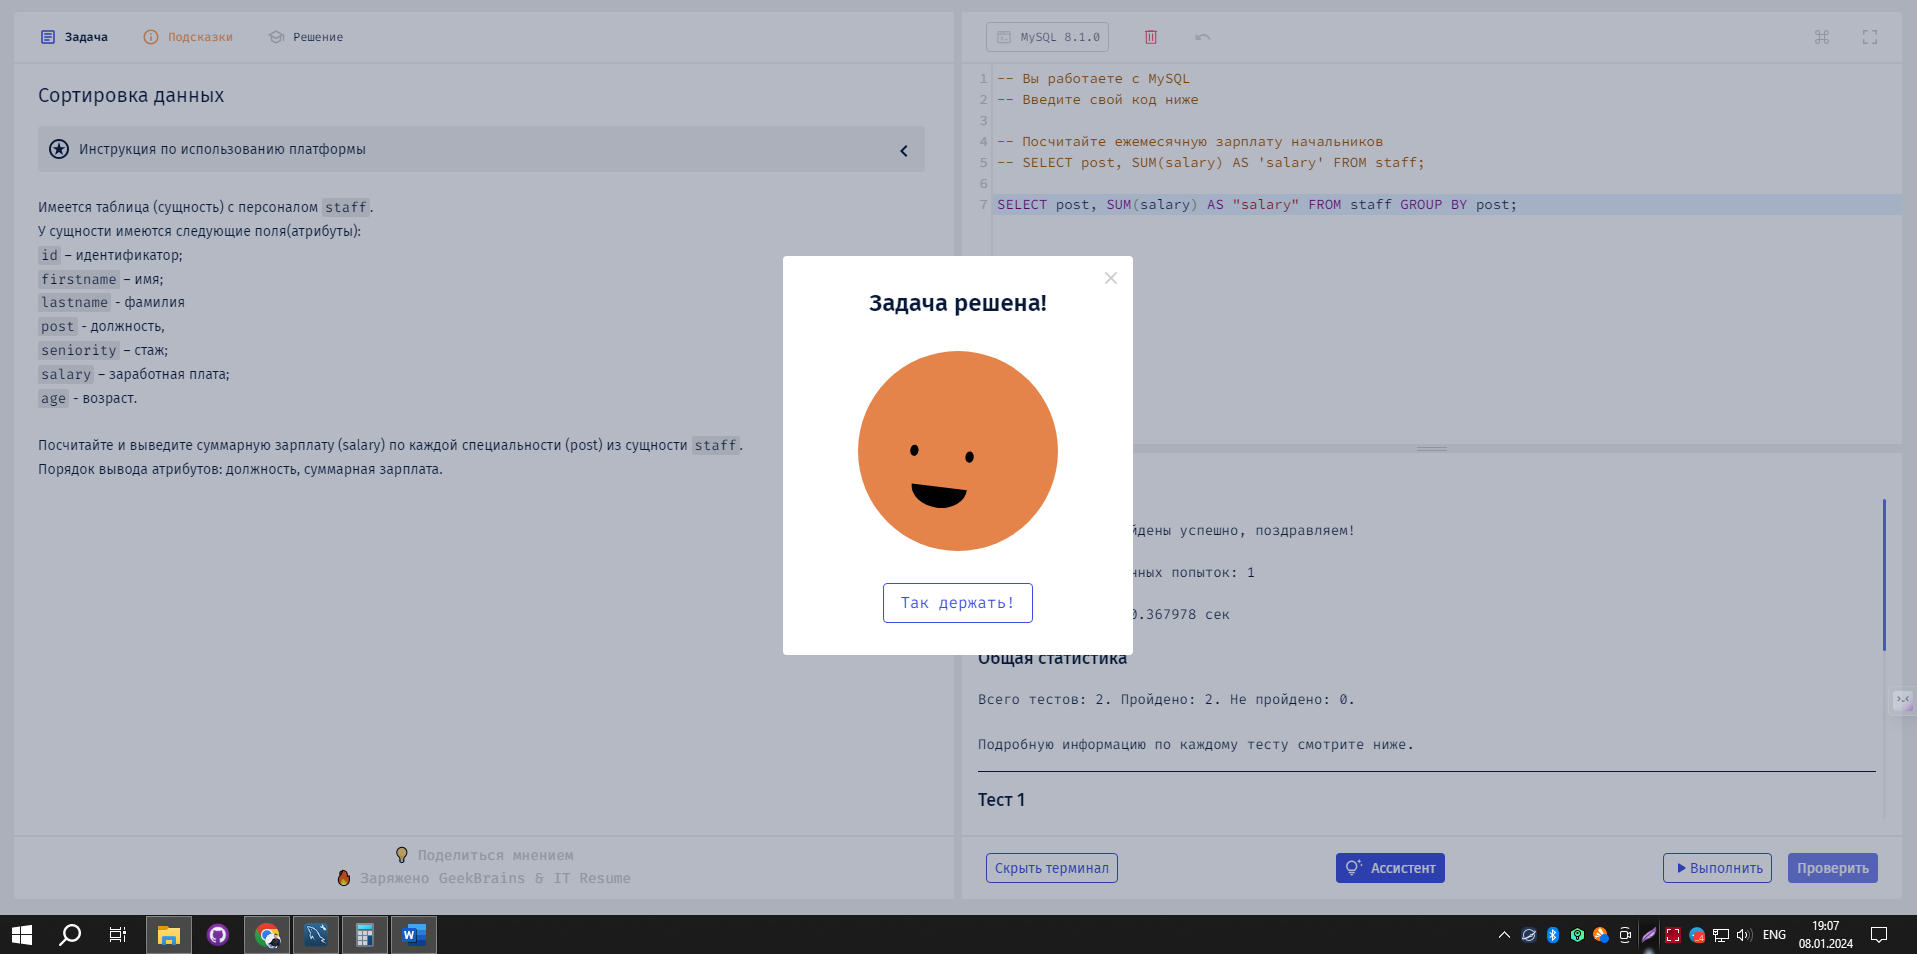 Задача
Подсказки
Решение
Сортировка данных
Инструкция по использованию платформы
Имеется таблица (сущность) с персоналом staff.
У сущности имеются следующие поля(атрибуты):
id – идентификатор;
firstname – имя;
lastname - фамилия
post - должность,
seniority – стаж;
salary – заработная плата;
age - возраст.
Посчитайте и выведите суммарную зарплату (salary) по каждой специальности (post) из сущности staff.
Порядок вывода атрибутов: должность, суммарная зарплата.
Поделиться мнением
Заряжено GeekBrains & IT Resume
MySQL 8.1.0
1 -- Вы работаете с MySQL
2 -- Введите свой код ниже
3
4 -- Посчитайте ежемесячную зарплату начальников
5 -- SELECT post, SUM(salary) AS 'salary' FROM staff;
6
7 SELECT post, SUM(salary) AS "salary" FROM staff GROUP BY post;
Задача решена!
Так держать!
йдены успешно, поздравляем!
нных попыток: 1
0.367978 сек
Общая статистика
Всего тестов: 2. Пройдено: 2. Не пройдено: 0.
Подробную информацию по каждому тесту смотрите ниже.
Тест 1
Скрыть терминал
Ассистент
Выполнить
Проверить
ENG
19:07
08.01.2024